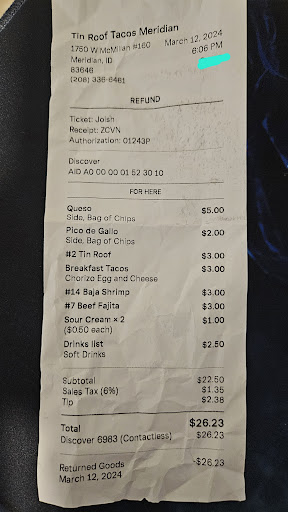 Tin Roof Tacos Meridian
1760 W McMillan #160
Meridian, ID
83646
(208) 336-6461
March 12, 2024
6:06 PM
REFUND
Ticket: Joish
Receipt: ZCVN
Authorization: 01243P
Discover
AID A0 00 00 01 52 30 10
FOR HERE
Queso $5.00
Side, Bag of Chips
Pico de Gallo $2.00
Side, Bag of Chips
#2 Tin Roof $3.00
Breakfast Tacos $3.00
Chorizo Egg and Cheese
#14 Baja Shrimp $3.00
#7 Beef Fajita $3.00
Sour Cream × 2 $1.00
($0.50 each)
Drinks list $2.50
Soft Drinks
Subtotal $22.50
Sales Tax (6%) $1.35
Tip $2.38
Total $26.23
Discover 6983 (Contactless) $26.23
Returned Goods -$26.23
March 12, 2024